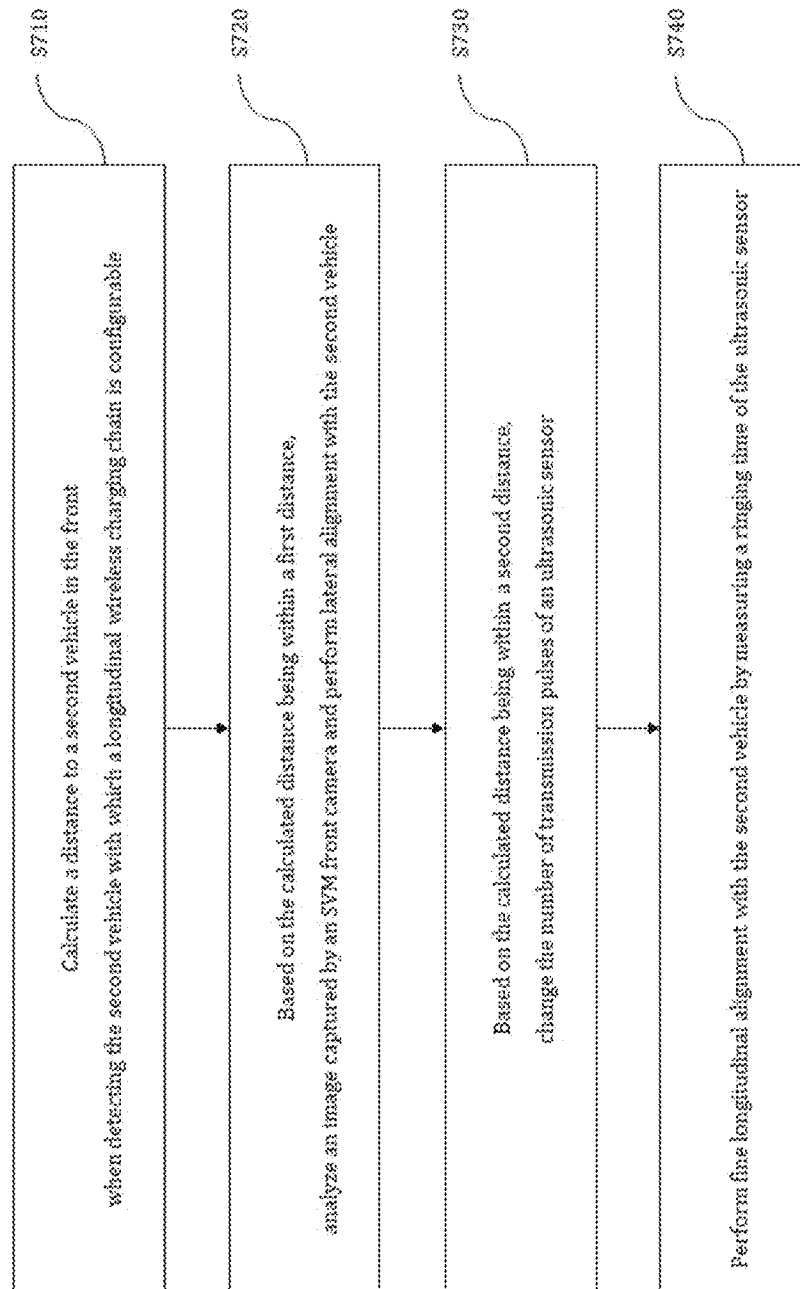 S710
Calculate a distance to a second vehicle in the front
when detecting the second vehicle with which a longitudinal wireless charging chain is configurable
S720
Based on the calculated distance being within a first distance,
analyze an image captured by an SVM front camera and perform lateral alignment with the second vehicle
S730
Based on the calculated distance being within a second distance,
change the number of transmission pulses of an ultrasonic sensor
S740
Perform fine longitudinal alignment with the second vehicle by measuring a ringing time of the ultrasonic sensor